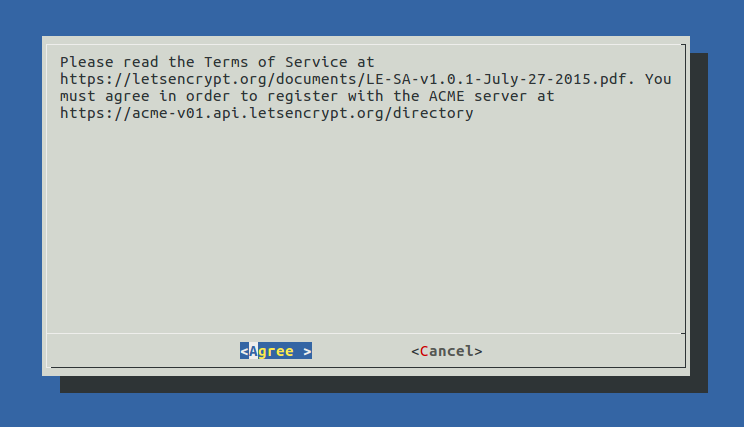 Please read the Terms of Service at
https://letsencrypt.org/documents/LE-SA-v1.0.1-July-27-2015.pdf. You
must agree in order to register with the ACME server at
https://acme-v01.api.letsencrypt.org/directory
<Agree > <Cancel>